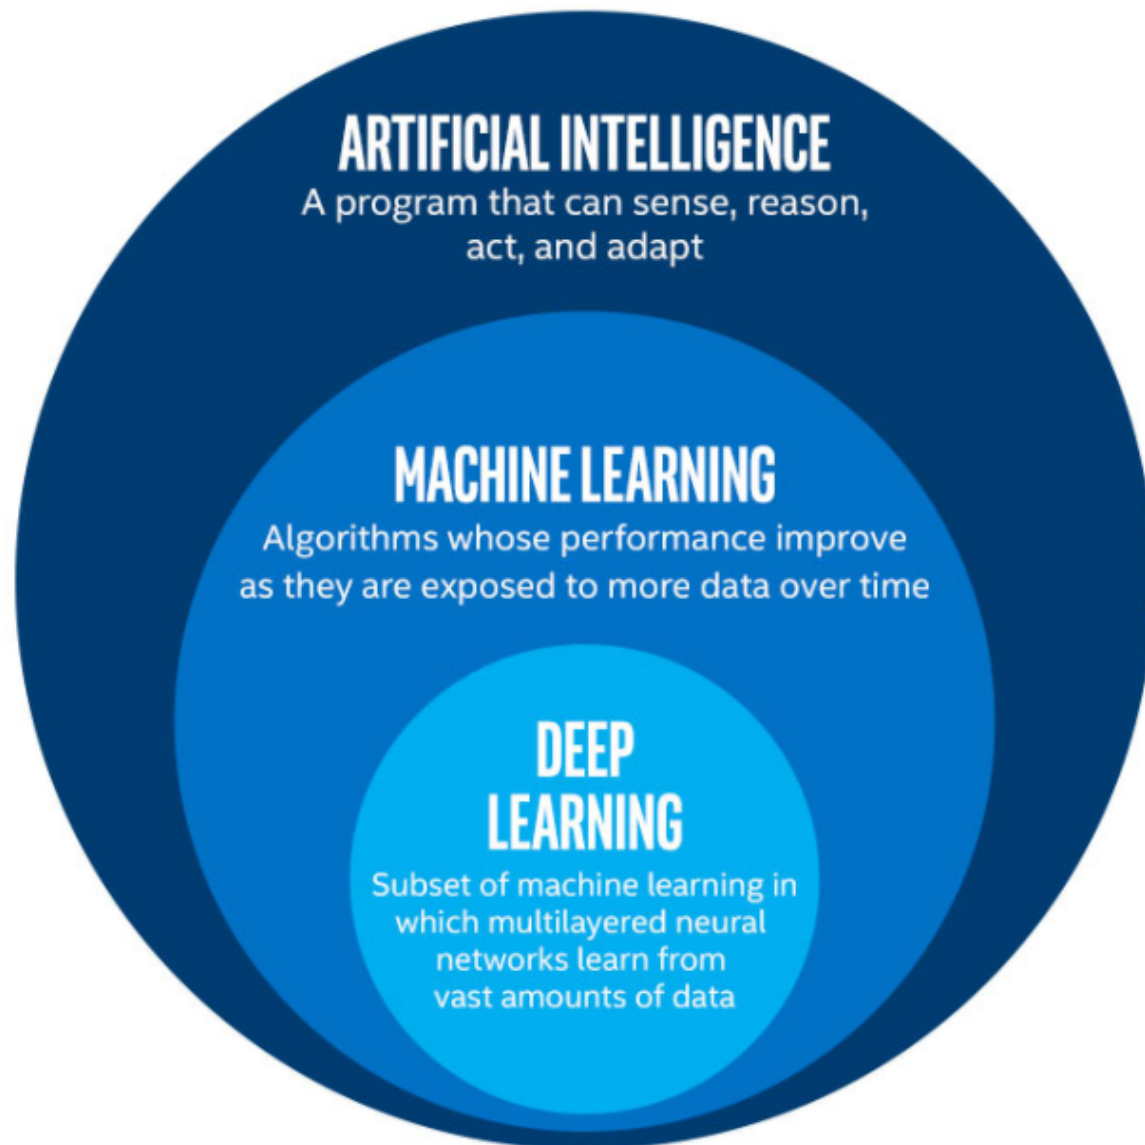 ARTIFICIAL INTELLIGENCE
A program that can sense, reason,
act, and adapt
MACHINE LEARNING
Algorithms whose performance improve
as they are exposed to more data over time
DEEP
LEARNING
Subset of machine learning in
which multilayered neural
networks learn from
vast amounts of data